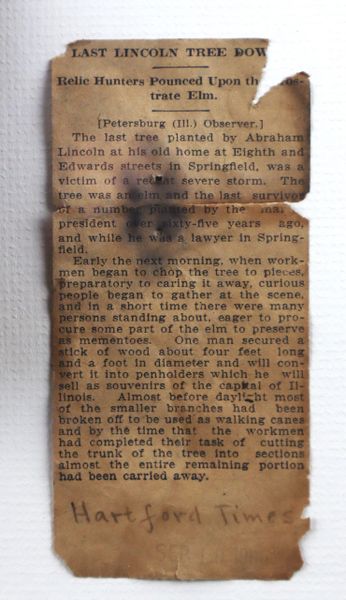 LAST LINCOLN TREE DOW
Relic Hunters Pounced Upon th ros-
trate Elm.
[Petersburg (Ill.) Observer.]
The last tree planted by Abraham
Lincoln at his old home at Eighth and
Edwards streets in Springfield, was a
victim of a recent severe storm. The
tree was an elm and the last survivor
of a number planted by the mar
president over sixty-five years ago,
and while he was a lawyer in Spring-
field.
Early the next morning, when work-
men began to chop the tree to pieces,
preparatory to caring it away, curious
people began to gather at the scene,
and in a short time there were many
persons standing about, eager to pro-
cure some part of the elm to preserve
as mementoes. One man secured a
stick of wood about four feet long
and a foot in diameter and will con-
vert it into penholders which he will
sell as souvenirs of the capital of Il-
linois. Almost before daylight most
of the smaller branches had been
broken off to be used as walking canes
and by the time that the workmen
had completed their task of cutting
the trunk of the tree into sections
almost the entire remaining portion
had been carried away.
Hartford Times
SEP